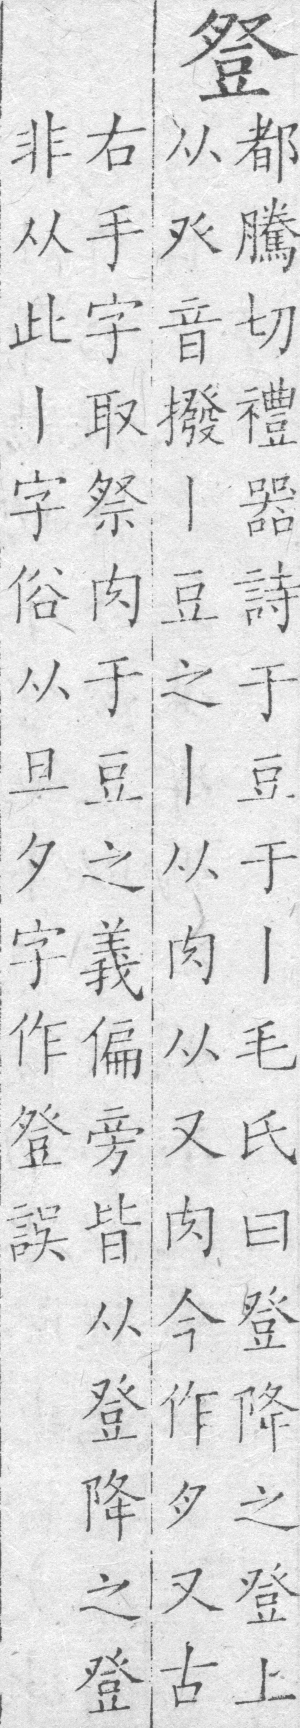 豋
都騰切禮器詩于豆于丨毛氏曰登降之登上
从癶音撥丨豆之丨从肉从又肉今作夕又古
右手字取祭肉于豆之義偏旁皆从登降之登
非从此丨字俗从旦夕字作豋誤